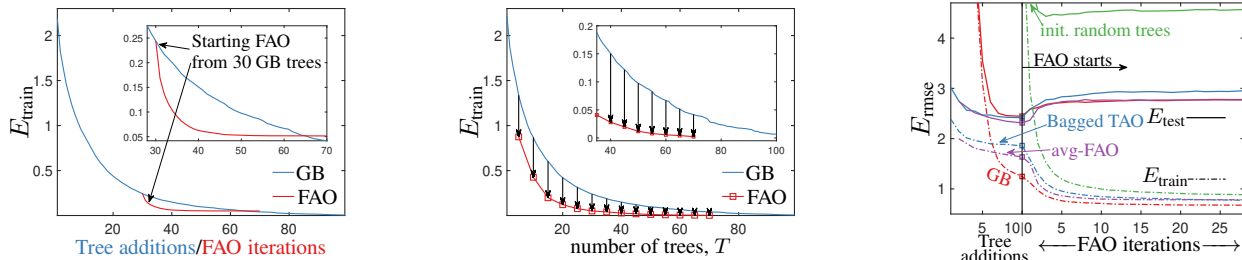 E_train
2
1.5
1
0.5
20 40 60 80
Tree additions/FAO iterations
0.25
0.2
0.15
0.1
0.05
30 40 50 60 70
Starting FAO
from 30 GB trees
GB
FAO
E_train
2
1.5
1
0.5
20 40 60 80
number of trees, T
0.2
0.15
0.1
0.05
0.0
40 60 80 100
GB
FAO
E_rmse
4
3
2
1
5 10 0 5 10 15 20 25
Tree
additions
FAO iterations
init. random trees
FAO starts
Bagged TAO
E_test
avg-FAO
GB
E_train